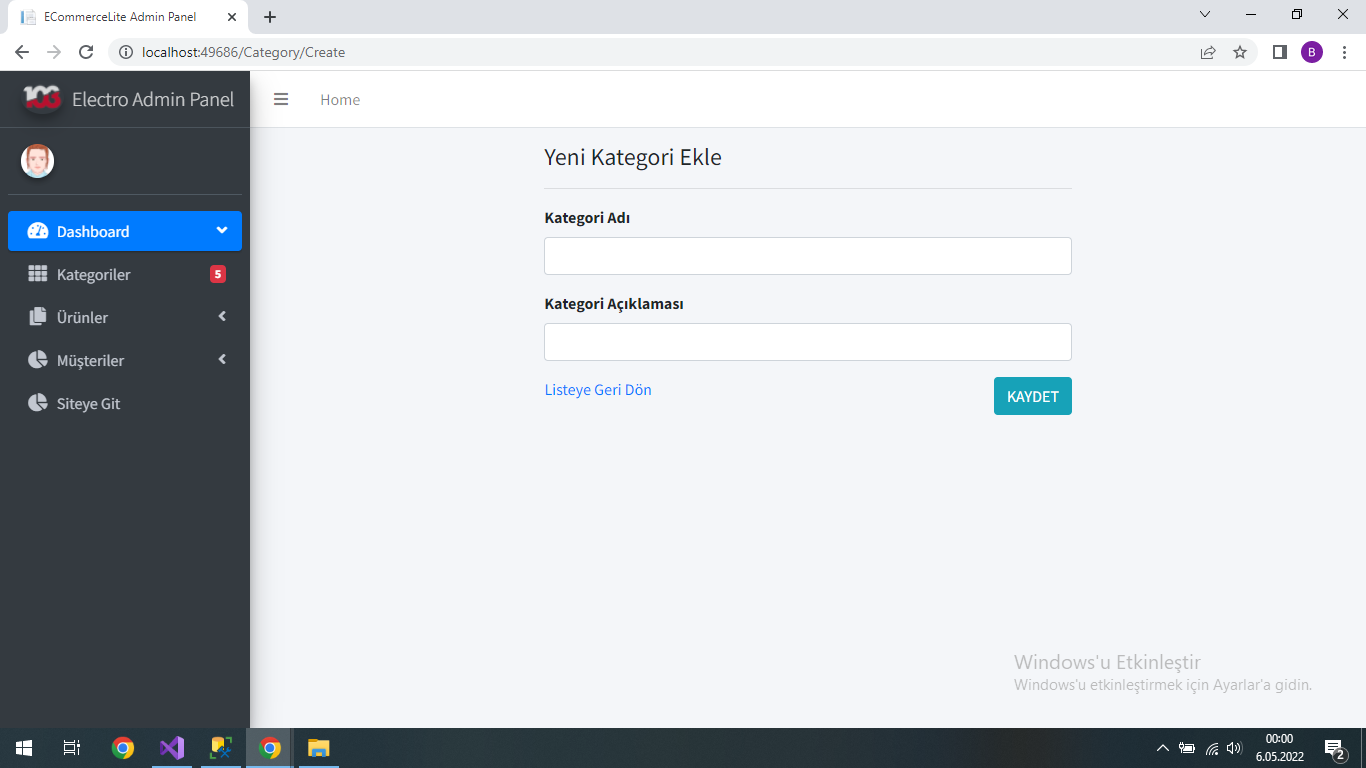 ECommerceLite Admin Panel
localhost:49686/Category/Create
B
103 Electro Admin Panel
Home
Dashboard
Kategoriler 5
Ürünler
Müşteriler
Siteye Git
Yeni Kategori Ekle
Kategori Adı
Kategori Açıklaması
Listeye Geri Dön
KAYDET
Windows'u Etkinleştir
Windows'u etkinleştirmek için Ayarlar'a gidin.
00:00
6.05.2022
2